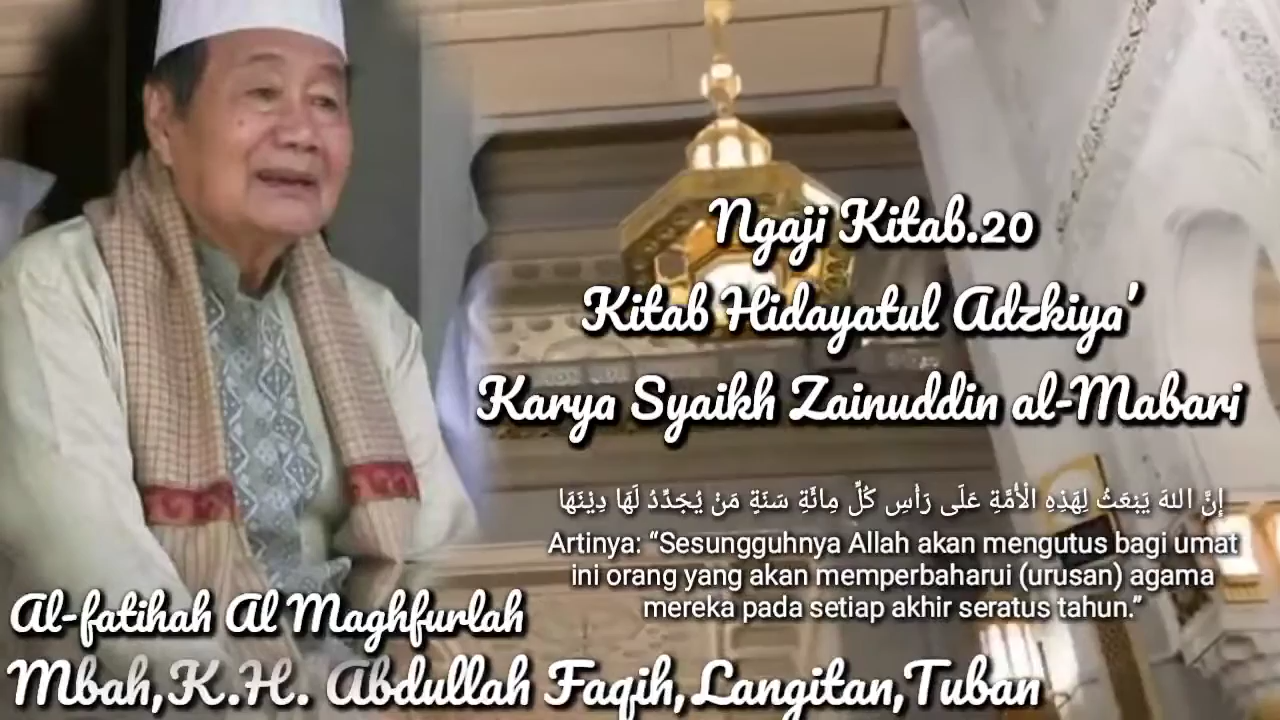 Ngaji Kitab.20
Kitab Hidayatul Adzkiya'
Karya Syaikh Zainuddin al-Mabari
إِنَّ اللهَ يَبْعَثُ لِهَذِهِ الْأُمَّةِ عَلَى رَأْسِ كُلِّ مِائَةِ سَنَةٍ مَنْ يُجَدِّدُ لَهَا دِيْنَهَا
Artinya: “Sesungguhnya Allah akan mengutus bagi umat
ini orang yang akan memperbaharui (urusan) agama
mereka pada setiap akhir seratus tahun.”
Al-fatihah Al Maghfurlah
Mbah,K.H. Abdullah Faqih,Langitan,Tuban